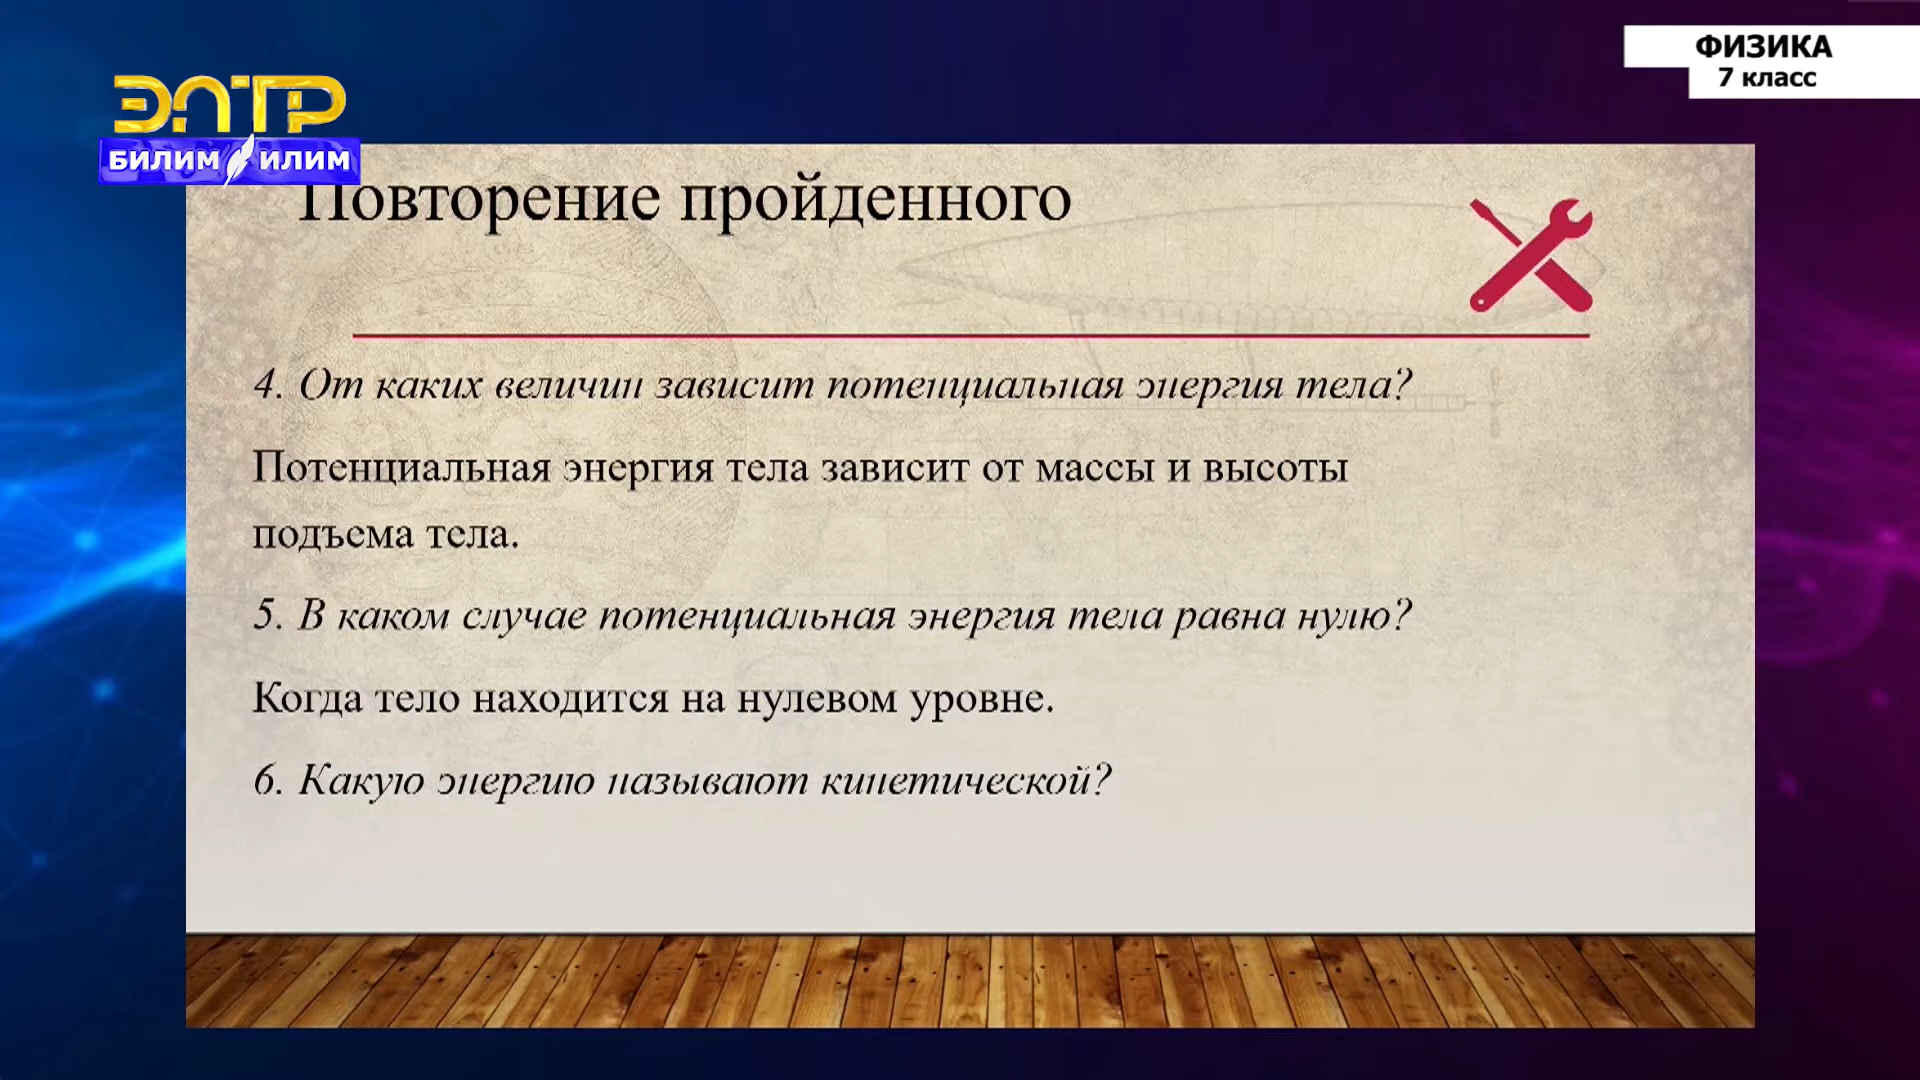 ФИЗИКА
7 класс
ЭЛТР
БИЛИМ ИЛИМ
Повторение пройденного
4. От каких величин зависит потенциальная энергия тела?
Потенциальная энергия тела зависит от массы и высоты
подъема тела.
5. В каком случае потенциальная энергия тела равна нулю?
Когда тело находится на нулевом уровне.
6. Какую энергию называют кинетической?